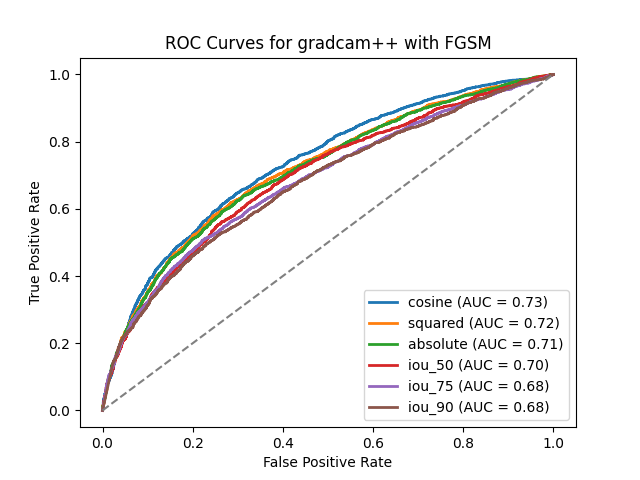 ROC Curves for gradcam++ with FGSM
True Positive Rate
1.0
0.8
0.6
0.4
0.2
0.0
cosine (AUC = 0.73)
squared (AUC = 0.72)
absolute (AUC = 0.71)
iou_50 (AUC = 0.70)
iou_75 (AUC = 0.68)
iou_90 (AUC = 0.68)
0.0 0.2 0.4 0.6 0.8 1.0
False Positive Rate